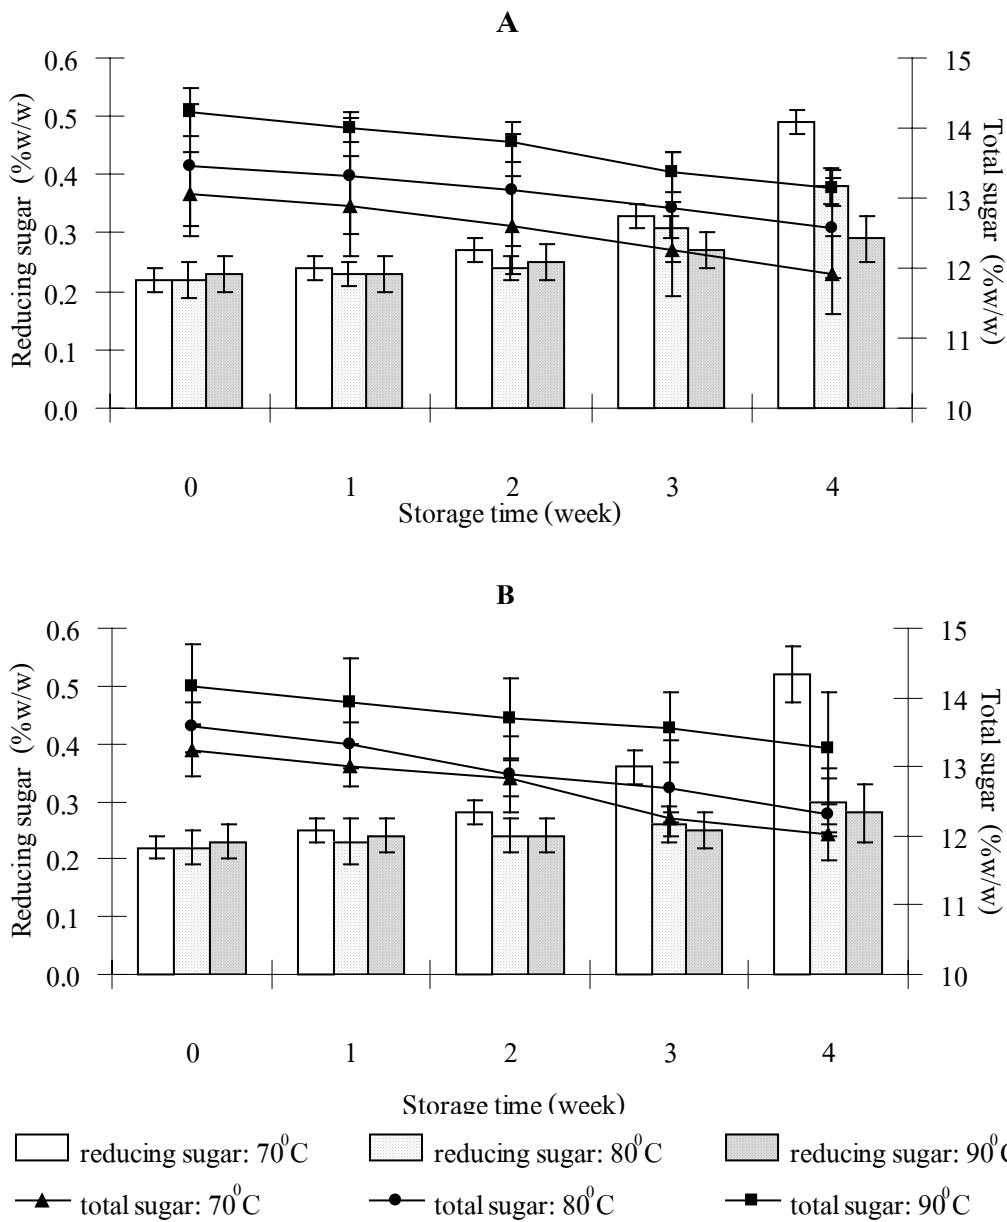 A
0.6
0.5
0.4
0.3
0.2
0.1
0.0
Reducing sugar (%w/w)
15
14
13
12
11
10
Total sugar (%w/w)
0 1 2 3 4
Storage time (week)
B
0.6
0.5
0.4
0.3
0.2
0.1
0.0
Reducing sugar (%w/w)
15
14
13
12
11
10
Total sugar (%w/w)
0 1 2 3 4
Storage time (week)
reducing sugar: 70⁰C reducing sugar: 80⁰C reducing sugar: 90⁰C
total sugar: 70⁰C total sugar: 80⁰C total sugar: 90⁰C